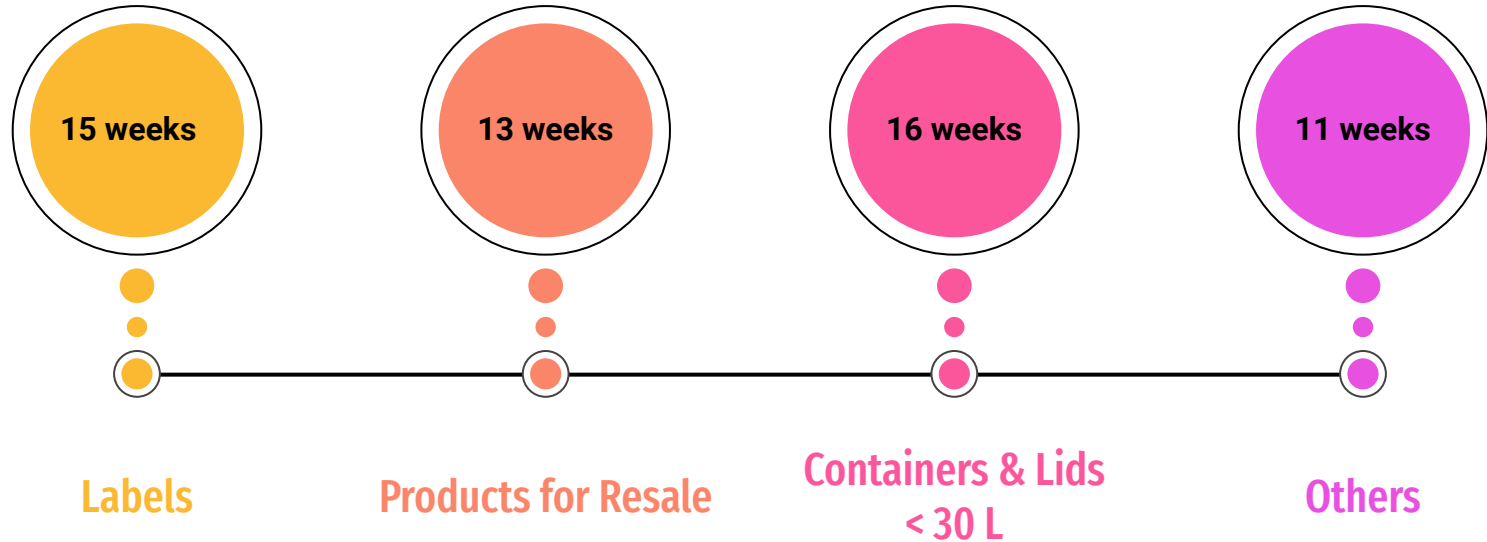 15 weeks
13 weeks
16 weeks
11 weeks
Labels
Products for Resale
Containers & Lids
< 30 L
Others